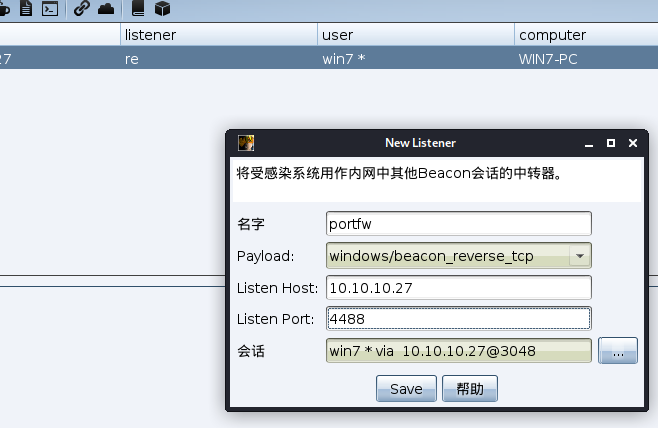 listener user computer
27 re win7 * WIN7-PC
New Listener
将受感染系统用作内网中其他Beacon会话的中转器。
名字 portfw
Payload: windows/beacon_reverse_tcp
Listen Host: 10.10.10.27
Listen Port: 4488
会话 win7 * via 10.10.10.27@3048 ...
Save 帮助